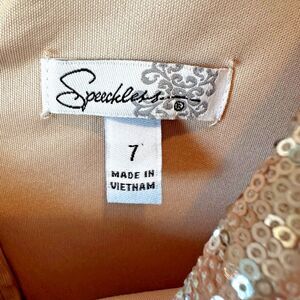 Speechless ®
7
MADE IN
VIETNAM